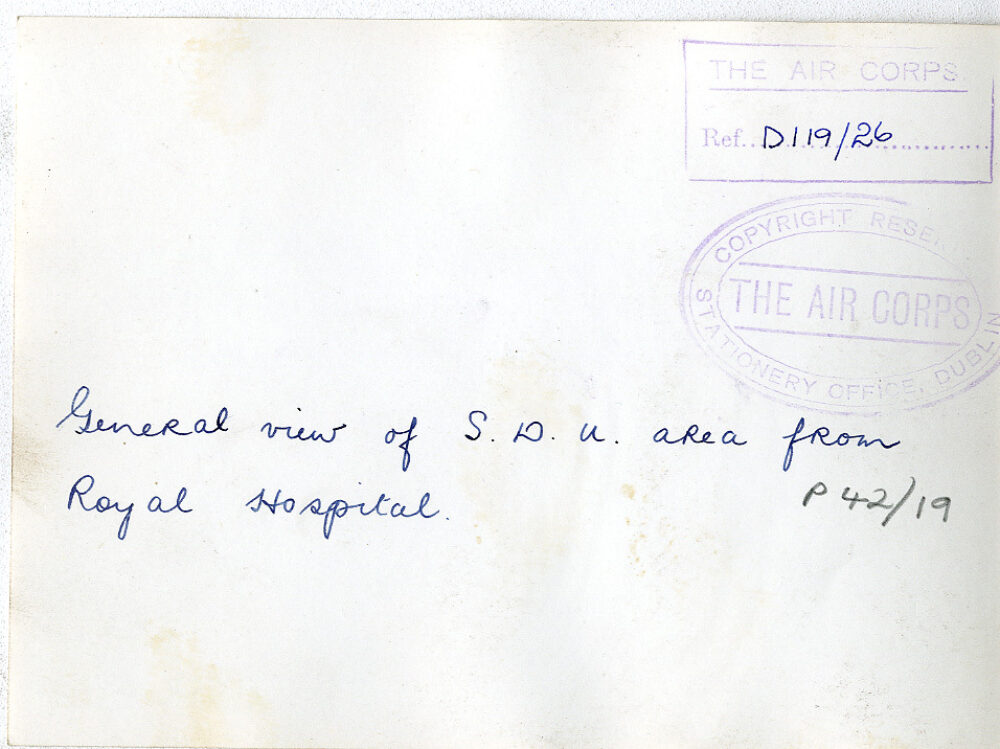 THE AIR CORPS
Ref. D119/26
COPYRIGHT
THE AIR CORPS
STATIONERY OFFICE, DUBLIN
General view of S. D. U. area from
Royal Hospital.
P 42/19